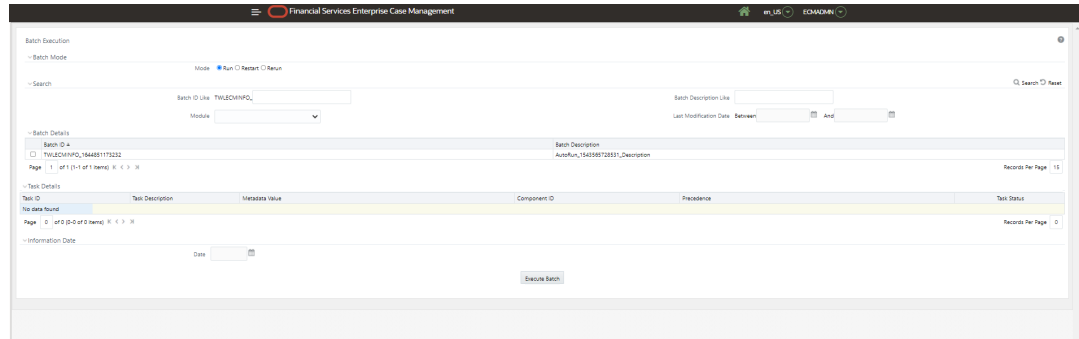 Financial Services Enterprise Case Management en_US ECMADMN
Batch Execution
Batch Mode
Mode Run Restart Rerun
Search Search Reset
Batch ID Like TWLECMINFO_ Batch Description Like
Module Last Modification Date Between And
Batch Details
Batch ID Batch Description
TWLECMINFO_1644851173232 AutoRun_1543565728531_Description
Page 1 of 1 (1-1 of 1 items) Records Per Page 15
Task Details
Task ID Task Description Metadata Value Component ID Precedence Task Status
No data found
Page 0 of 0 (0-0 of 0 items) Records Per Page 0
Information Date
Date
Execute Batch